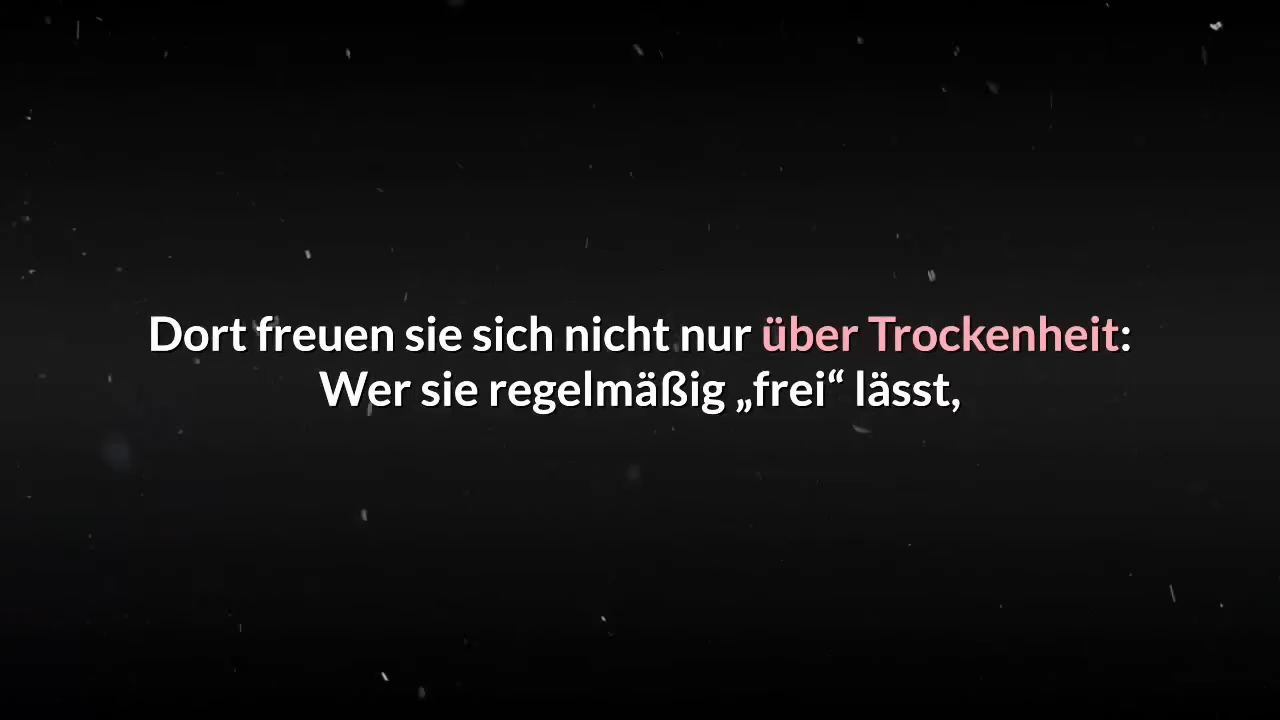 Dort freuen sie sich nicht nur über Trockenheit:
Wer sie regelmäßig „frei“ lässt,